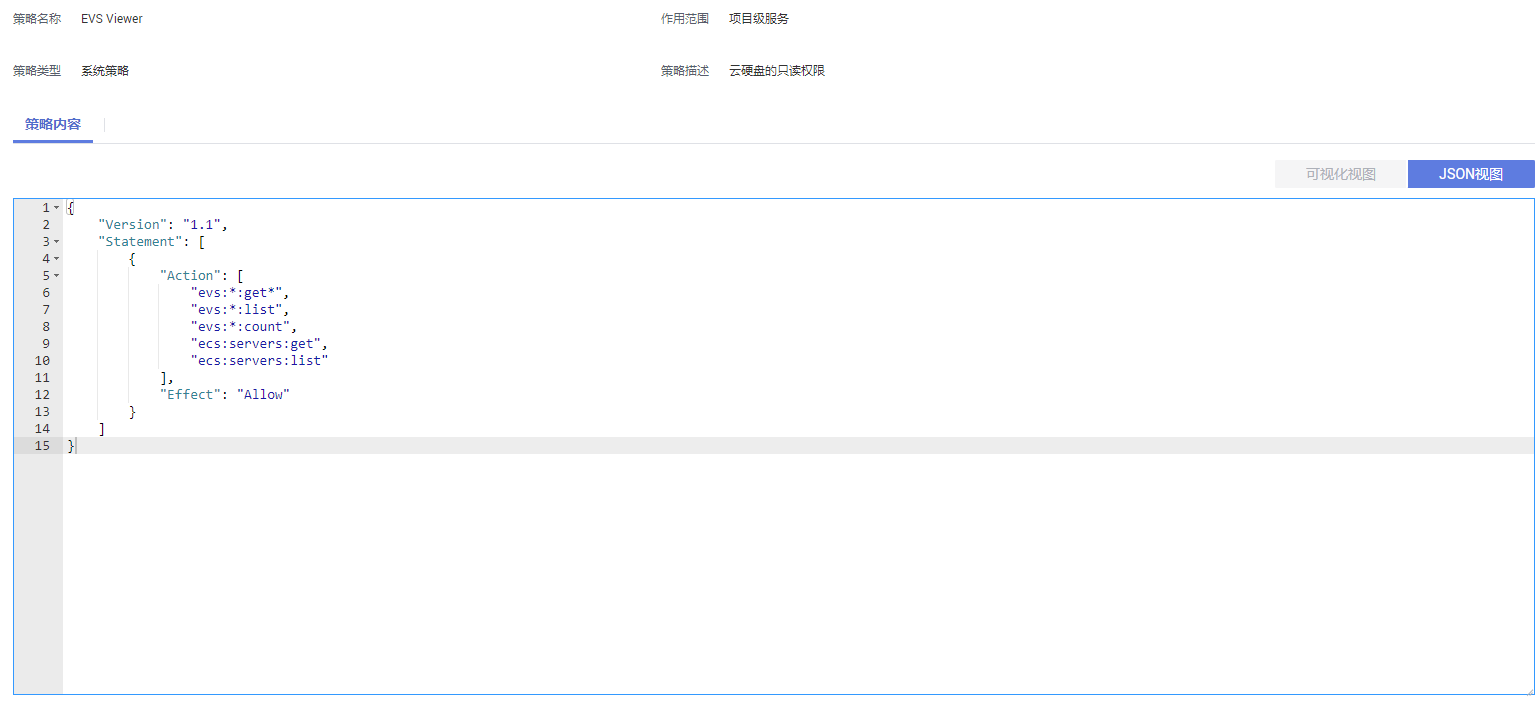 策略名称 EVS Viewer 作用范围 项目级服务
策略类型 系统策略 策略描述 云硬盘的只读权限
策略内容
可视化视图 JSON视图
1 {
2 "Version": "1.1",
3 "Statement": [
4 {
5 "Action": [
6 "evs:*:get*",
7 "evs:*:list",
8 "evs:*:count",
9 "ecs:servers:get",
10 "ecs:servers:list"
11 ],
12 "Effect": "Allow"
13 }
14 ]
15 }